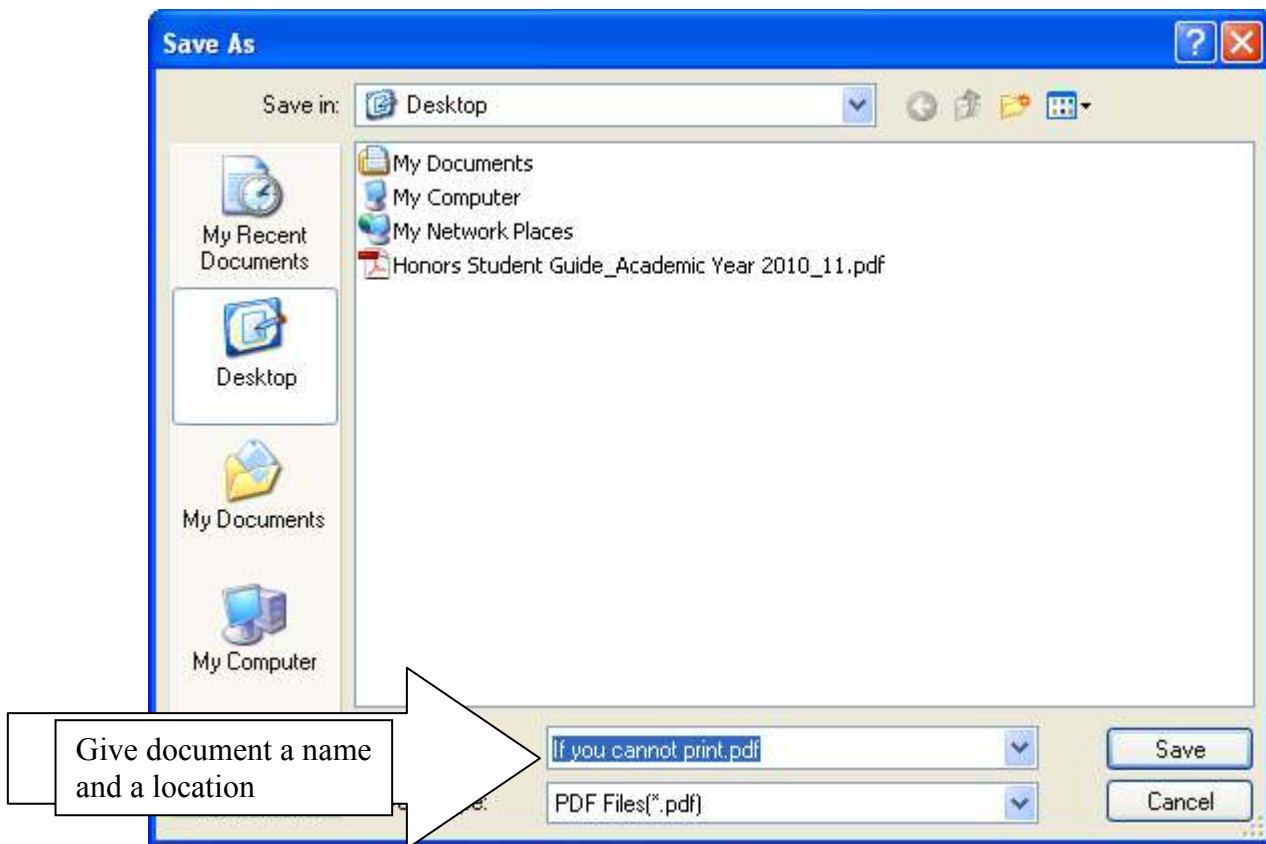 Save As
Save in:
Desktop
My Documents
My Computer
My Network Places
Honors Student Guide_Academic Year 2010_11.pdf
My Recent
Documents
Desktop
My Documents
My Computer
Give document a name
and a location
If you cannot print.pdf
Save
PDF Files(*.pdf)
Cancel